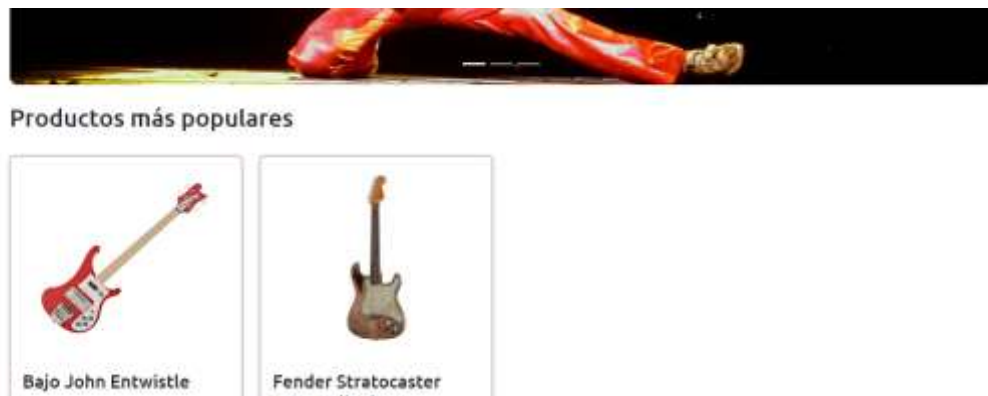 Productos más populares
Bajo John Entwistle
Fender Stratocaster